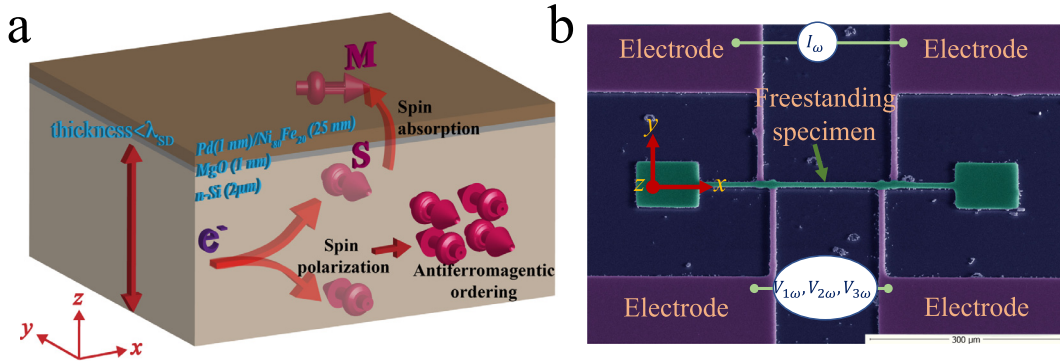 a
M
Spin
absorption
thickness<λSD
Pd(1 nm)/Ni80Fe20 (25 nm)
MgO (1 nm)
n-Si (2μm)
S
e-
Spin
polarization
Antiferromagentic
ordering
z
y
x
b
Electrode
Iω
Electrode
Freestanding
specimen
y
z
x
Electrode
V1ω,V2ω,V3ω
Electrode
300 μm